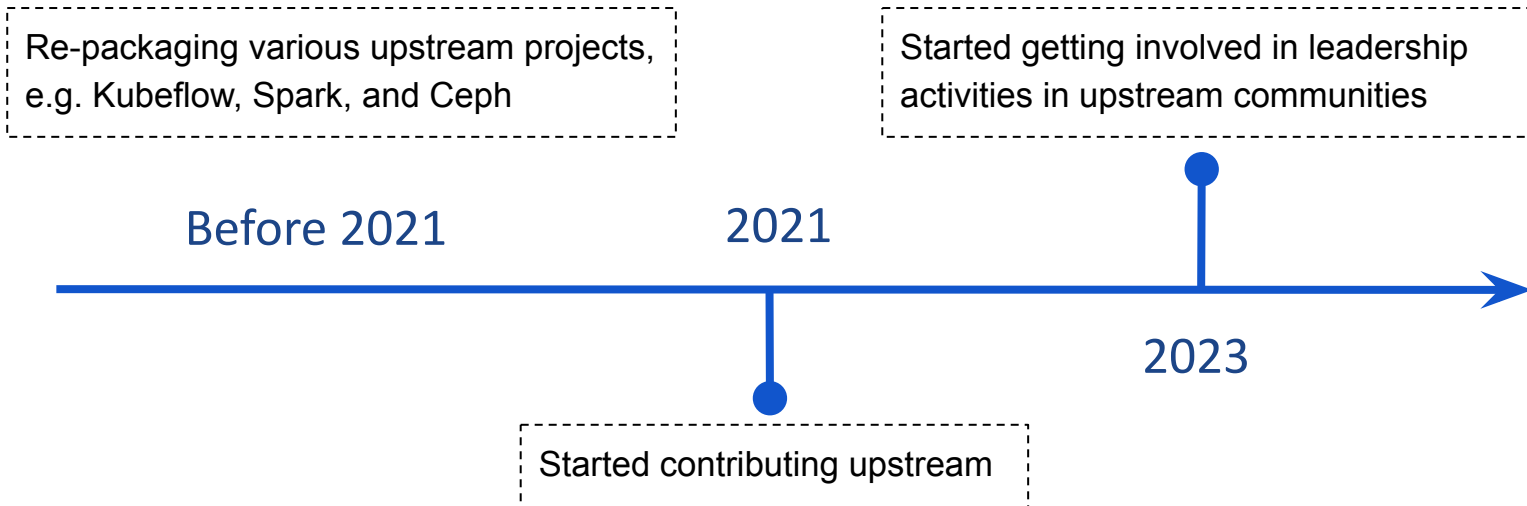 Re-packaging various upstream projects,
e.g. Kubeflow, Spark, and Ceph
Started getting involved in leadership
activities in upstream communities
Before 2021
2021
2023
Started contributing upstream